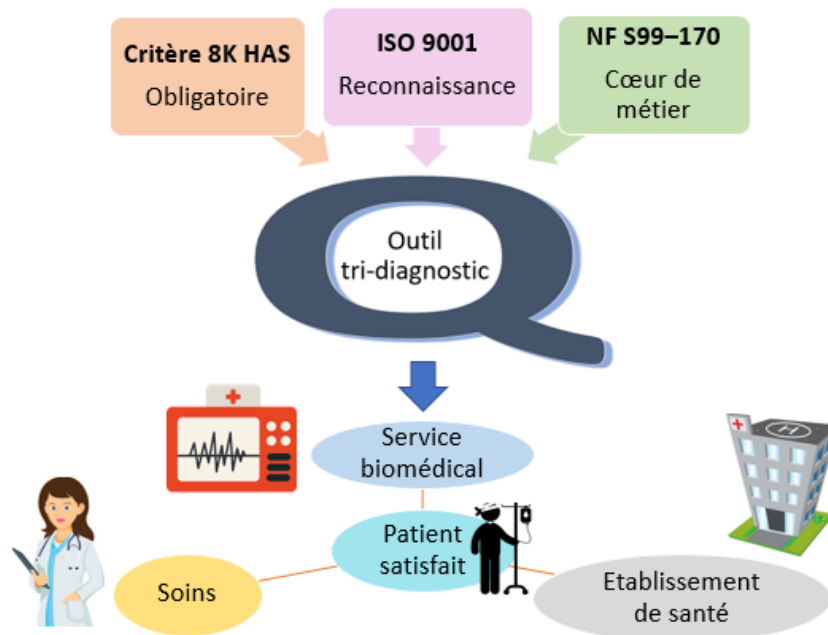 Critère 8K HAS
Obligatoire
ISO 9001
Reconnaissance
NF S99–170
Cœur de
métier
Q
Outil
tri-diagnostic
Service
biomédical
Patient
satisfait
Soins
Etablissement
de santé
H